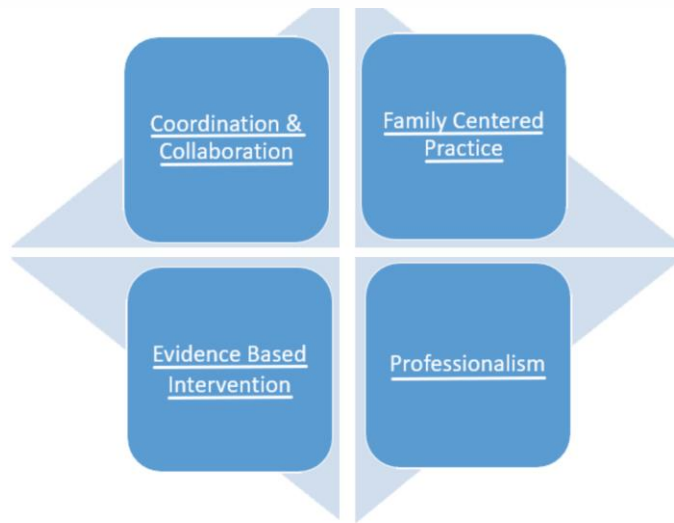 Coordination &
Collaboration
Family Centered
Practice
Evidence Based
Intervention
Professionalism